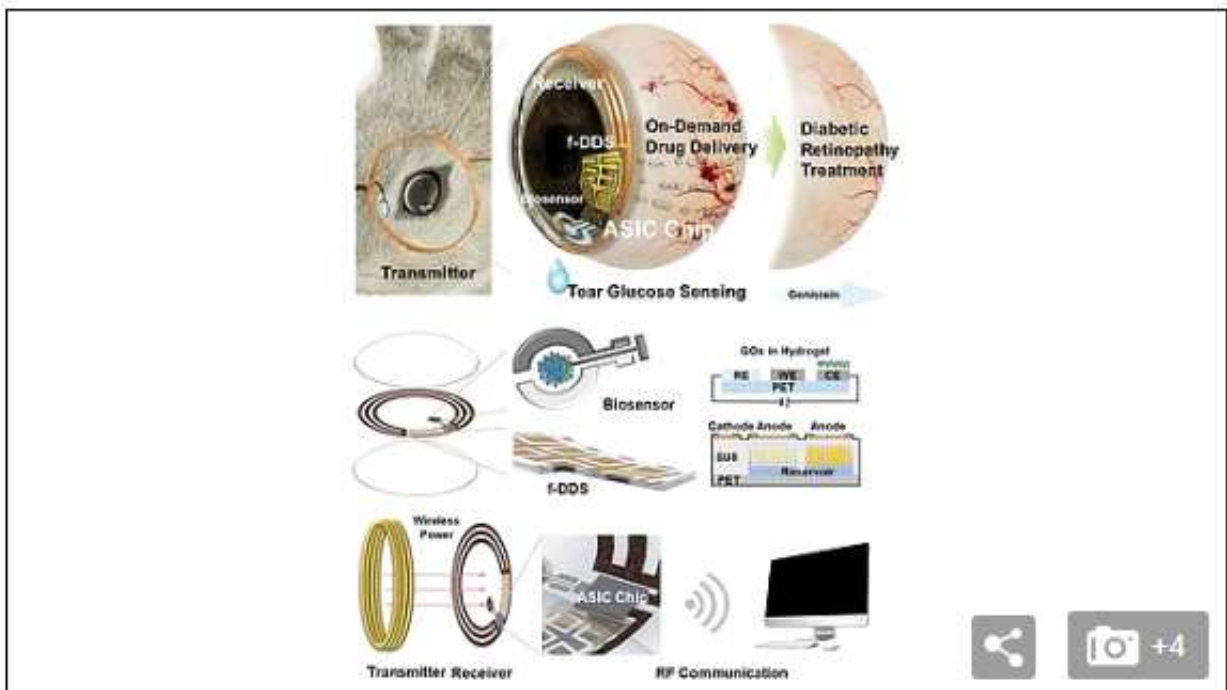 Receiver
f-DDS
On-Demand
Drug Delivery
Diabetic
Retinopathy
Treatment
Biosensor
ASIC Chip
Transmitter
Tear Glucose Sensing
Genistein
GOs in Hydrogel
RE
WE
CE
PET
Biosensor
Cathode Anode
Anode
SU8
Reservoir
PET
f-DDS
Wireless
Power
ASIC Chip
Transmitter Receiver
RF Communication
+4